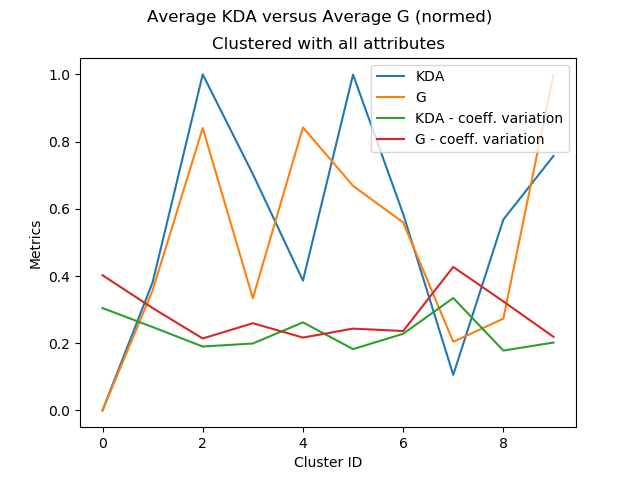 Average KDA versus Average G (normed)
Clustered with all attributes
KDA
G
KDA - coeff. variation
G - coeff. variation
Metrics
1.0
0.8
0.6
0.4
0.2
0.0
0 2 4 6 8
Cluster ID